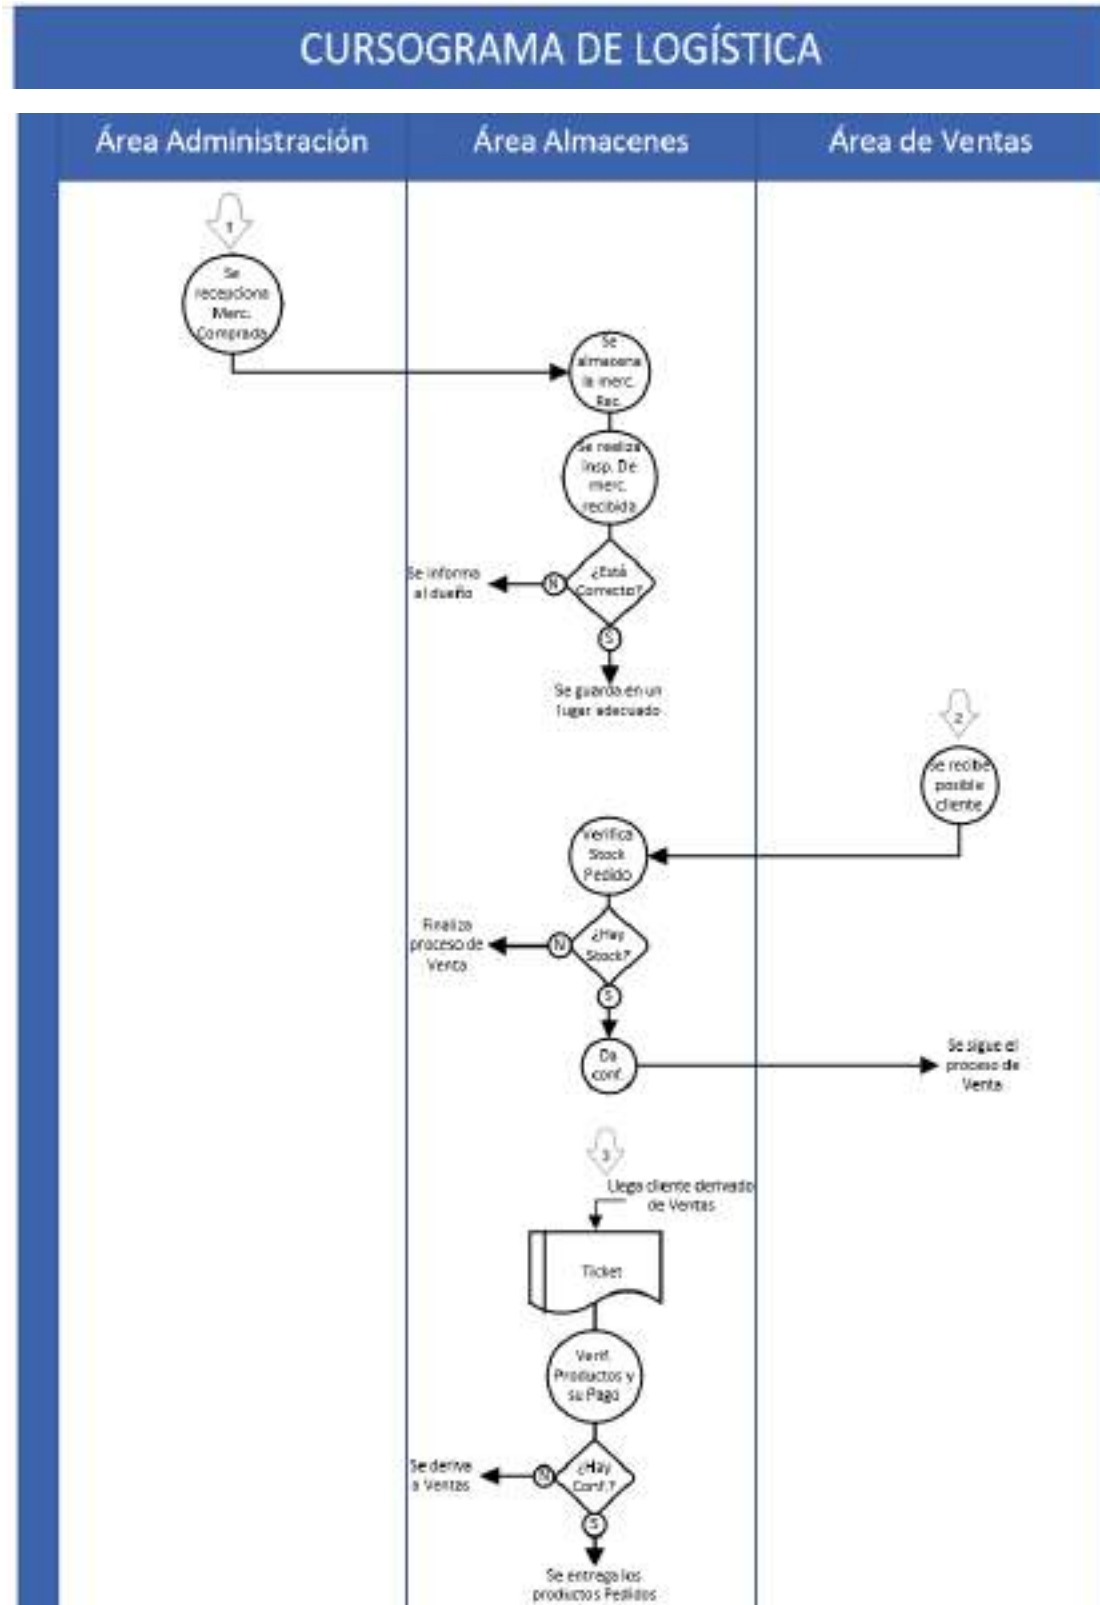 CURSOGRAMA DE LOGÍSTICA
Área Administración
Área Almacenes
Área de Ventas
1
Se
recepciona
Merc.
Comprada
Se
almacena
la merc.
Rec.
Se realiza
Insp. De
merc.
recibida
¿Está
Correcto?
N
Se informa
al dueño
S
Se guarda en un
lugar adecuado
2
Se recibe
posible
cliente
Verifica
Stock
Pedido
¿Hay
Stock?
N
Finaliza
proceso de
Venta
S
Da
conf.
Se sigue el
proceso de
Venta
3
Llega cliente derivado
de Ventas
Ticket
Verif.
Productos y
su Pago
¿Hay
Conf.?
N
Se deriva
a Ventas
S
Se entrega los
productos Pedidos